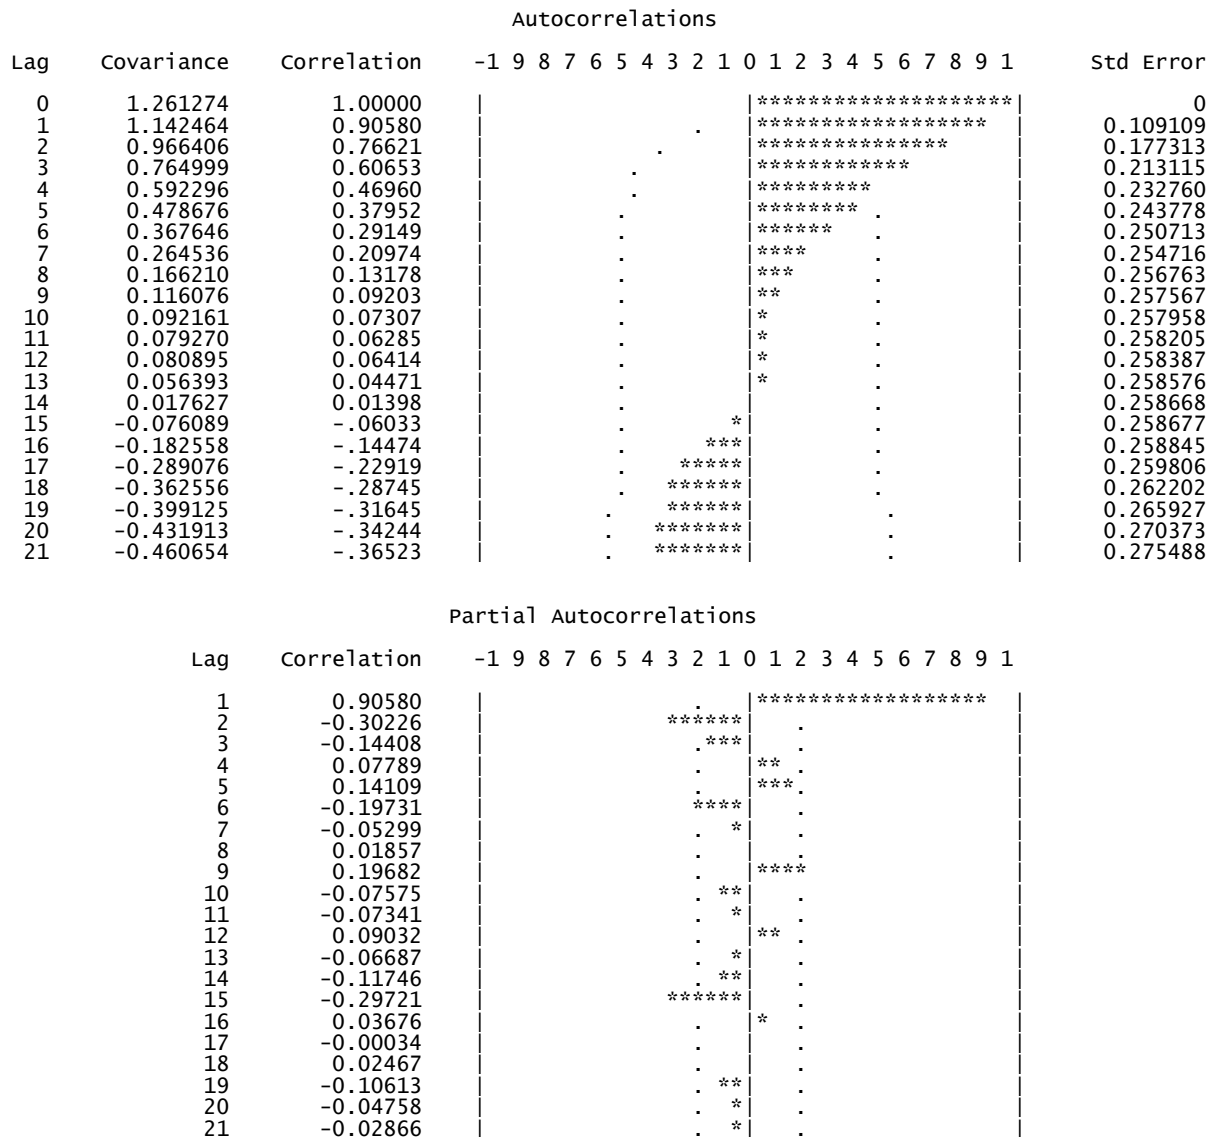 Autocorrelations
Lag Covariance Correlation -1 9 8 7 6 5 4 3 2 1 0 1 2 3 4 5 6 7 8 9 1 Std Error
0 1.261274 1.00000 | |********************| 0
1 1.142464 0.90580 | . |****************** | 0.109109
2 0.966406 0.76621 | . |*************** | 0.177313
3 0.764999 0.60653 | . |************ | 0.213115
4 0.592296 0.46960 | . |********* | 0.232760
5 0.478676 0.37952 | . |******** . | 0.243778
6 0.367646 0.29149 | . |****** . | 0.250713
7 0.264536 0.20974 | . |**** . | 0.254716
8 0.166210 0.13178 | . |*** . | 0.256763
9 0.116076 0.09203 | . |** . | 0.257567
10 0.092161 0.07307 | . |* . | 0.257958
11 0.079270 0.06285 | . |* . | 0.258205
12 0.080895 0.06414 | . |* . | 0.258387
13 0.056393 0.04471 | . |* . | 0.258576
14 0.017627 0.01398 | . | . | 0.258668
15 -0.076089 -.06033 | . *| . | 0.258677
16 -0.182558 -.14474 | . ***| . | 0.258845
17 -0.289076 -.22919 | . *****| . | 0.259806
18 -0.362556 -.28745 | . ******| . | 0.262202
19 -0.399125 -.31645 | . ******| . | 0.265927
20 -0.431913 -.34244 | . *******| . | 0.270373
21 -0.460654 -.36523 | . *******| . | 0.275488
Partial Autocorrelations
Lag Correlation -1 9 8 7 6 5 4 3 2 1 0 1 2 3 4 5 6 7 8 9 1
1 0.90580 | . |****************** |
2 -0.30226 | ******| . |
3 -0.14408 | .***| . |
4 0.07789 | . |** . |
5 0.14109 | . |***. |
6 -0.19731 | ****| . |
7 -0.05299 | . *| . |
8 0.01857 | . | . |
9 0.19682 | . |**** |
10 -0.07575 | . **| . |
11 -0.07341 | . *| . |
12 0.09032 | . |** . |
13 -0.06687 | . *| . |
14 -0.11746 | . **| . |
15 -0.29721 | ******| . |
16 0.03676 | . |* . |
17 -0.00034 | . | . |
18 0.02467 | . | . |
19 -0.10613 | . **| . |
20 -0.04758 | . *| . |
21 -0.02866 | . *| . |